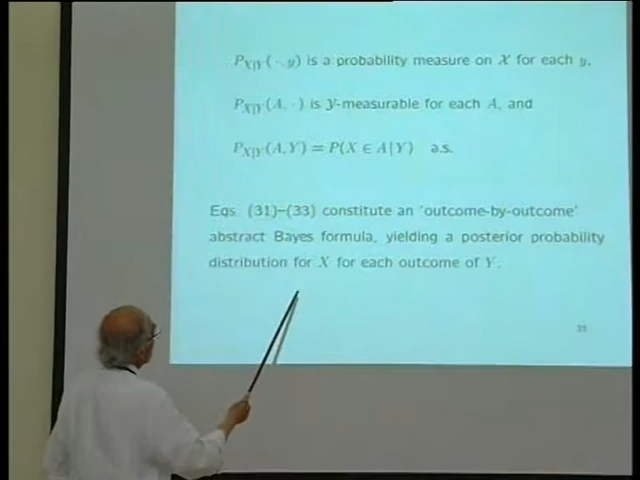 P_{X|Y}(·, y) is a probability measure on 𝒳 for each y,
P_{X|Y}(A, ·) is 𝒴-measurable for each A, and
P_{X|Y}(A, Y) = P(X ∈ A|Y) a.s.
Eqs. (31)–(33) constitute an 'outcome-by-outcome'
abstract Bayes formula, yielding a posterior probability
distribution for X for each outcome of Y.